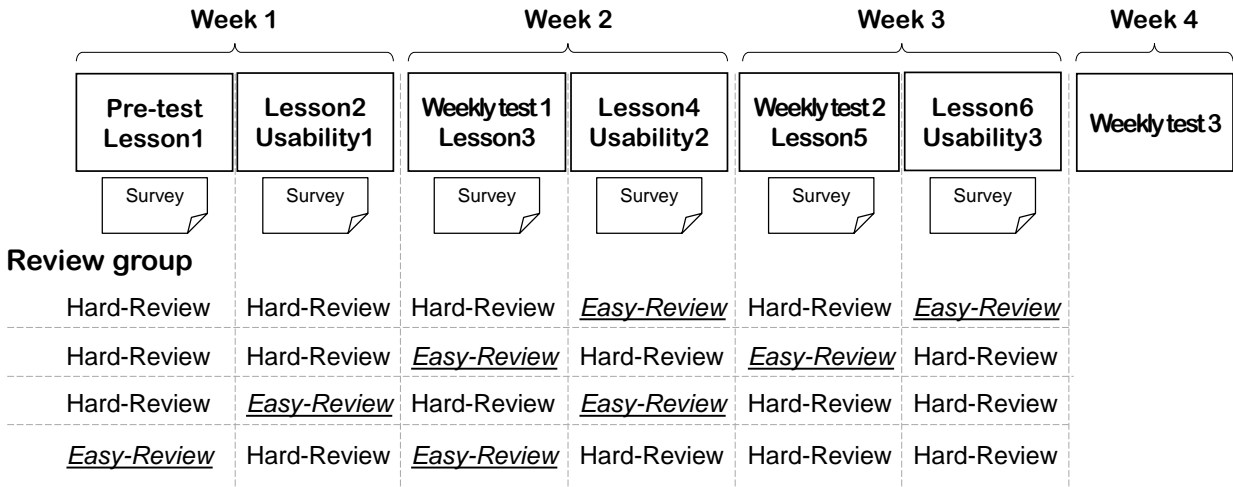 Week 1 Week 2 Week 3 Week 4
Pre-test Lesson2 Weekly test 1 Lesson4 Weekly test 2 Lesson6 Weekly test 3
Lesson1 Usability1 Lesson3 Usability2 Lesson5 Usability3
Survey Survey Survey Survey Survey Survey
Review group
Hard-Review Hard-Review Hard-Review Easy-Review Hard-Review Easy-Review
Hard-Review Hard-Review Easy-Review Hard-Review Easy-Review Hard-Review
Hard-Review Easy-Review Hard-Review Easy-Review Hard-Review Hard-Review
Easy-Review Hard-Review Easy-Review Hard-Review Hard-Review Hard-Review